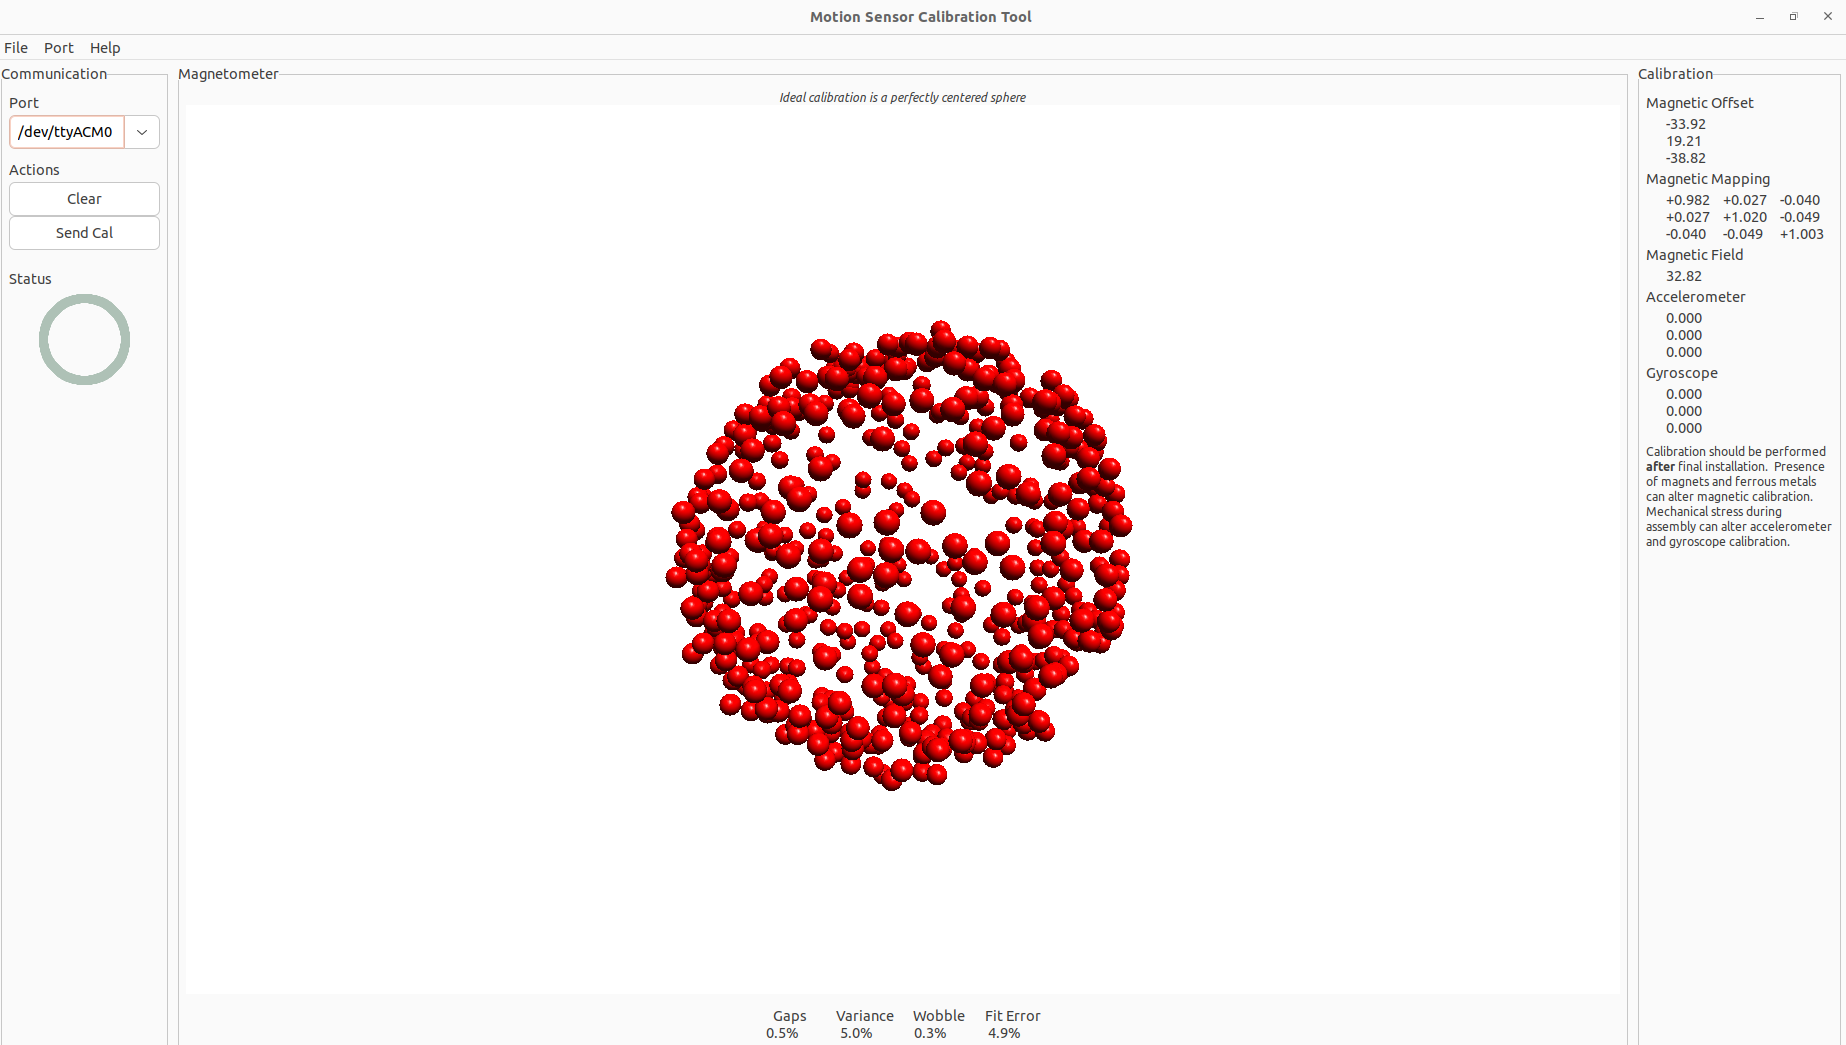 Motion Sensor Calibration Tool
File Port Help
Communication
Port
/dev/ttyACM0
Actions
Clear
Send Cal
Status
Magnetometer
Ideal calibration is a perfectly centered sphere
Gaps Variance Wobble Fit Error
0.5% 5.0% 0.3% 4.9%
Calibration
Magnetic Offset
-33.92
19.21
-38.82
Magnetic Mapping
+0.982 +0.027 -0.040
+0.027 +1.020 -0.049
-0.040 -0.049 +1.003
Magnetic Field
32.82
Accelerometer
0.000
0.000
0.000
Gyroscope
0.000
0.000
0.000
Calibration should be performed
after final installation. Presence
of magnets and ferrous metals
can alter magnetic calibration.
Mechanical stress during
assembly can alter accelerometer
and gyroscope calibration.